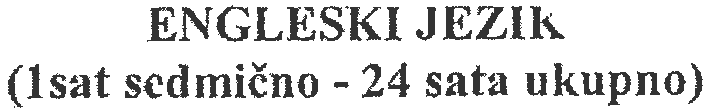 ENGLESKI JEZIK
(1sat sedmično - 24 sata ukupno)